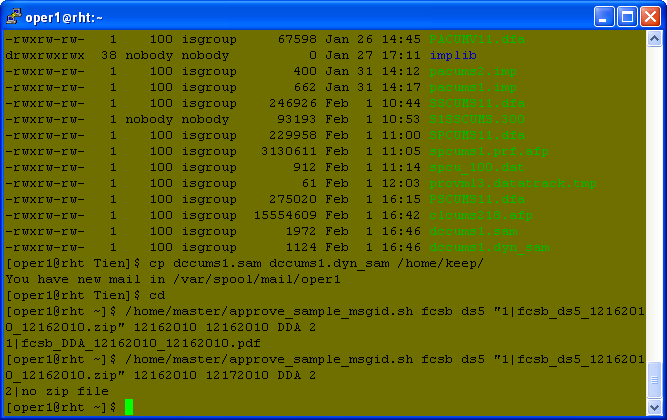 oper1@rht:~
-rwxrw-rw- 1 100 isgroup 67598 Jan 26 14:45
drwxrwxrwx 38 nobody nobody 0 Jan 27 17:11 implib
-rwxrw-rw- 1 100 isgroup 400 Jan 31 14:12 pacums2.imp
-rwxrw-rw- 1 100 isgroup 662 Jan 31 14:17 pacums1.imp
-rwxrw-rw- 1 100 isgroup 246926 Feb 1 10:44
-rwxrw-rw- 1 nobody nobody 93193 Feb 1 10:53
-rwxrw-rw- 1 100 isgroup 229958 Feb 1 11:00
-rwxrw-rw- 1 100 isgroup 3130611 Feb 1 11:05
-rwxrw-rw- 1 100 isgroup 912 Feb 1 11:14
-rwxrw-rw- 1 100 isgroup 61 Feb 1 12:03
-rwxrw-rw- 1 100 isgroup 275020 Feb 1 16:15
-rwxrw-rw- 1 100 isgroup 15554609 Feb 1 16:42
-rwxrw-rw- 1 100 isgroup 1972 Feb 1 16:46 dccums1.sam
-rwxrw-rw- 1 100 isgroup 1124 Feb 1 16:46 dccums1.dyn_sam
[oper1@rht Tien]$ cp dccums1.sam dccums1.dyn_sam /home/keep/
You have new mail in /var/spool/mail/oper1
[oper1@rht Tien]$ cd
[oper1@rht ~]$ /home/master/approve_sample_msgid.sh fcsb ds5 "1|fcsb_ds5_1216201
0_12162010.zip" 12162010 12162010 DDA 2
1|fcsb_DDA_12162010_12162010.pdf
[oper1@rht ~]$ /home/master/approve_sample_msgid.sh fcsb ds5 "1|fcsb_ds5_1216201
0_12162010.zip" 12162010 12172010 DDA 2
2|no zip file
[oper1@rht ~]$